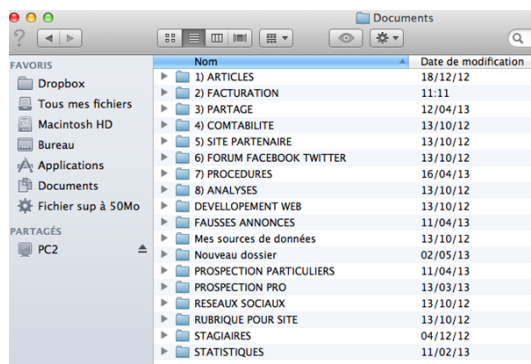 Documents
?
FAVORIS
Dropbox
Tous mes fichiers
Macintosh HD
Bureau
Applications
Documents
Fichier sup à 50Mo
PARTAGÉS
PC2
Nom Date de modification
1) ARTICLES 18/12/12
2) FACTURATION 11:11
3) PARTAGE 12/04/13
4) COMTABILITE 13/10/12
5) SITE PARTENAIRE 13/10/12
6) FORUM FACEBOOK TWITTER 13/10/12
7) PROCEDURES 16/04/13
8) ANALYSES 13/10/12
DEVELLOPEMENT WEB 13/10/12
FAUSSES ANNONCES 11/04/13
Mes sources de données 13/10/12
Nouveau dossier 02/05/13
PROSPECTION PARTICULIERS 11/04/13
PROSPECTION PRO 13/03/13
RESEAUX SOCIAUX 13/10/12
RUBRIQUE POUR SITE 13/10/12
STAGIAIRES 04/12/12
STATISTIQUES 11/02/13